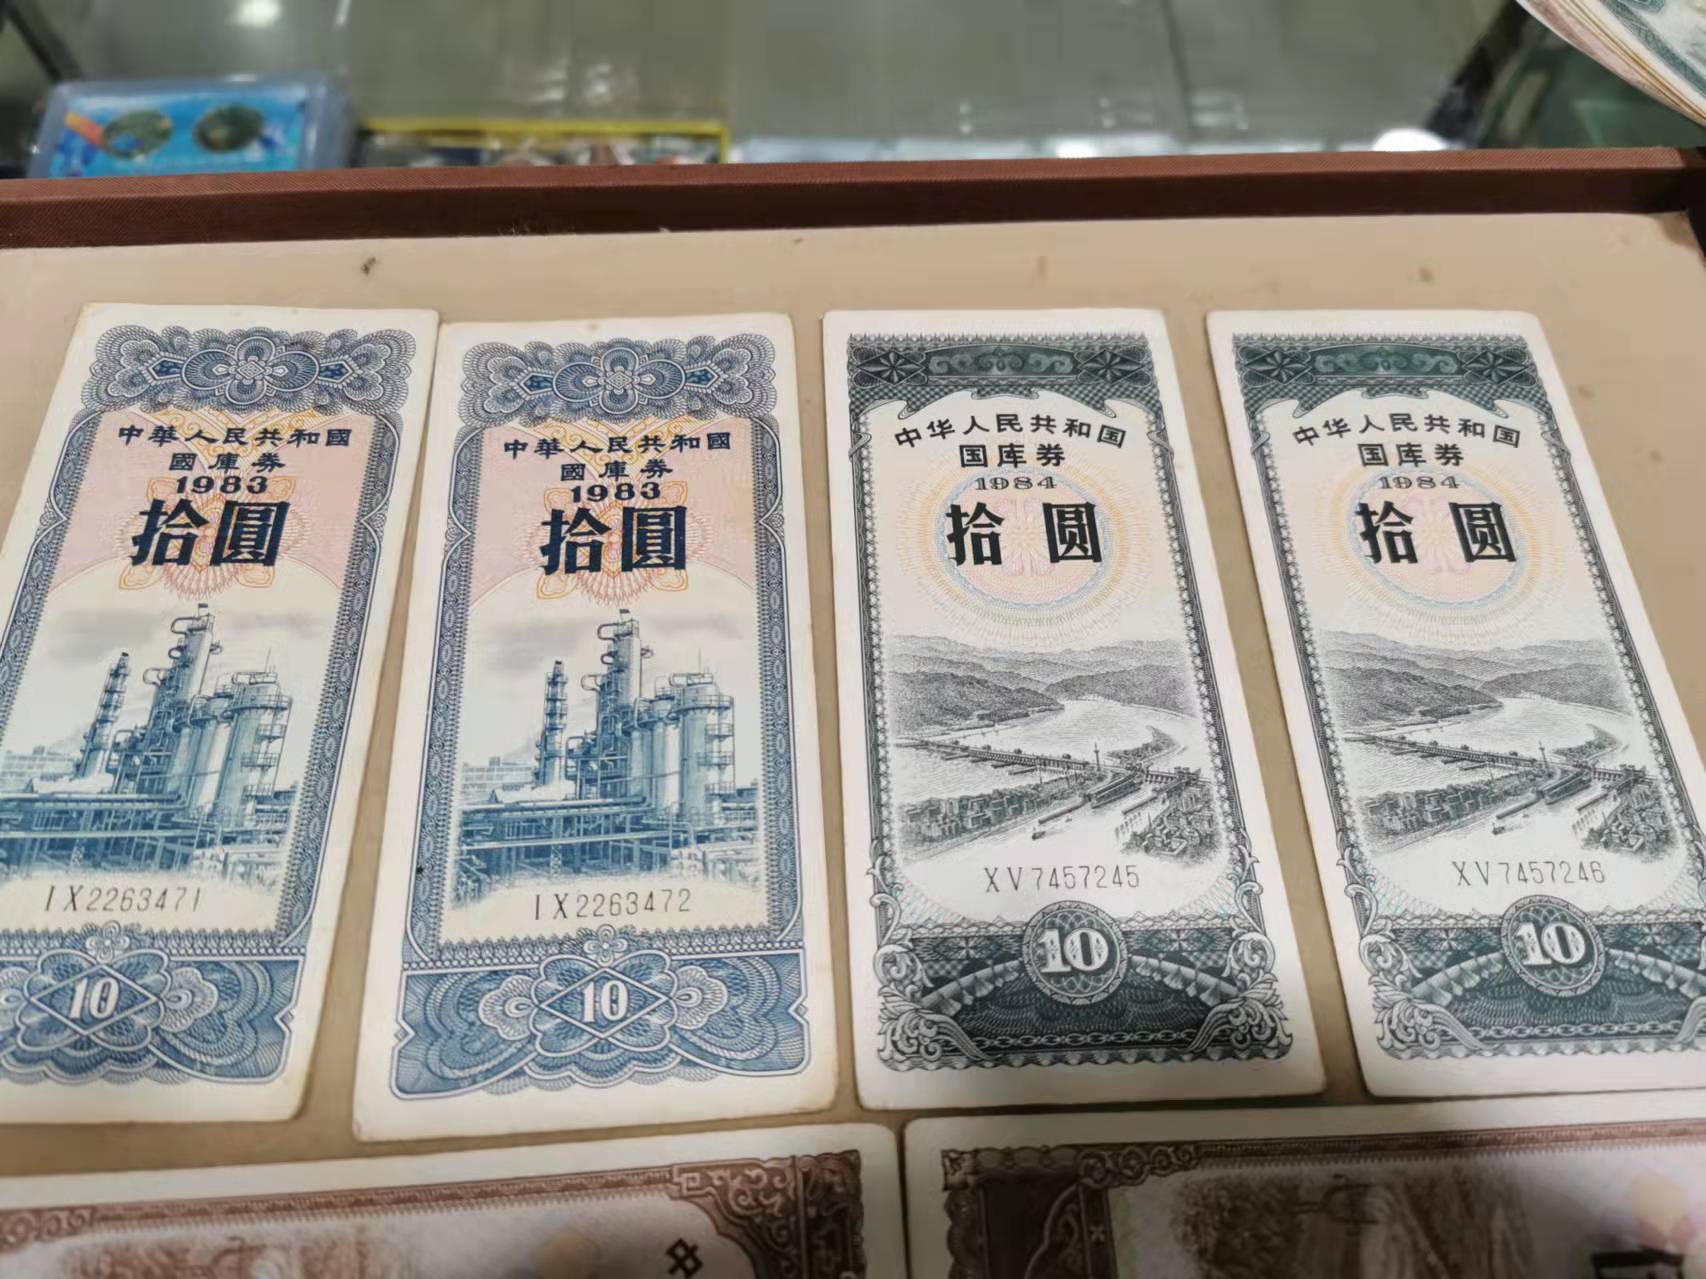 中華人民共和國
國庫券
1983
拾圓
IX2263471
10
中華人民共和國
國庫券
1983
拾圓
IX2263472
10
中华人民共和国
国库券
1984
拾圆
XV7457245
10
中华人民共和国
国库券
1984
拾圆
XV7457246
10
中